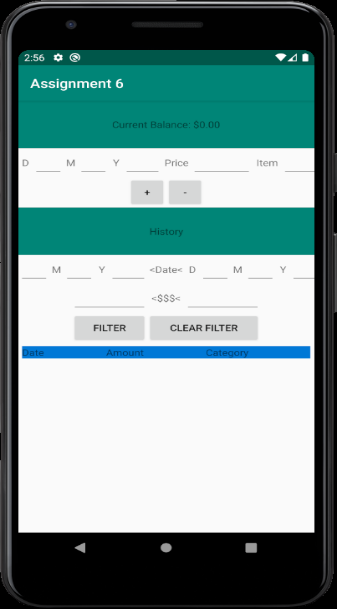 2:56
Assignment 6
Current Balance: $0.00
D M Y Price Item
+ -
History
M Y <Date< D M Y
<$$$<
FILTER CLEAR FILTER
Date Amount Category